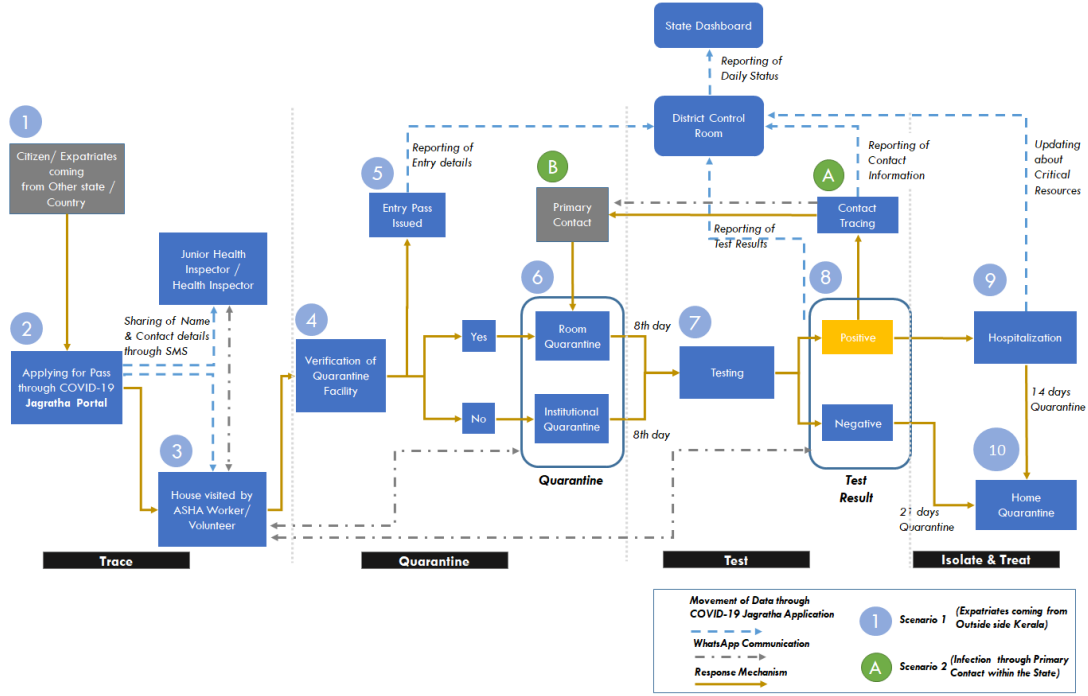 State Dashboard
Reporting of
Daily Status
1
District Control
Room
Citizen/ Expatriates
coming
from Other state /
Country
5
Reporting of
Entry details
B
A
Reporting of
Contact
Information
Updating
about
Critical
Resources
Entry Pass
Issued
Primary
Contact
Contact
Tracing
Reporting of
Test Results
Junior Health
Inspector /
Health Inspector
6
8
9
2
Sharing of Name
& Contact details
through SMS
4
7
Applying for Pass
through COVID-19
Jagratha Portal
Verification of
Quarantine
Facility
Yes
Room
Quarantine
8th day
Testing
Positive
Hospitalization
No
Institutional
Quarantine
8th day
Negative
14 days
Quarantine
3
10
House visited by
ASHA Worker/
Volunteer
Quarantine
Test
Result
21 days
Quarantine
Home
Quarantine
Trace
Quarantine
Test
Isolate & Treat
Movement of Data through
COVID-19 Jagratha Application
WhatsApp Communication
Response Mechanism
1
Scenario 1 (Expatriates coming from
Outside side Kerala)
A
Scenario 2 (Infection through Primary
Contact within the State)